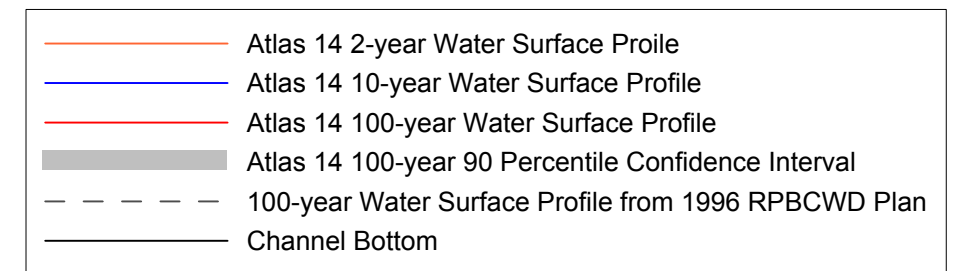 Atlas 14 2-year Water Surface Proile
Atlas 14 10-year Water Surface Profile
Atlas 14 100-year Water Surface Profile
Atlas 14 100-year 90 Percentile Confidence Interval
100-year Water Surface Profile from 1996 RPBCWD Plan
Channel Bottom